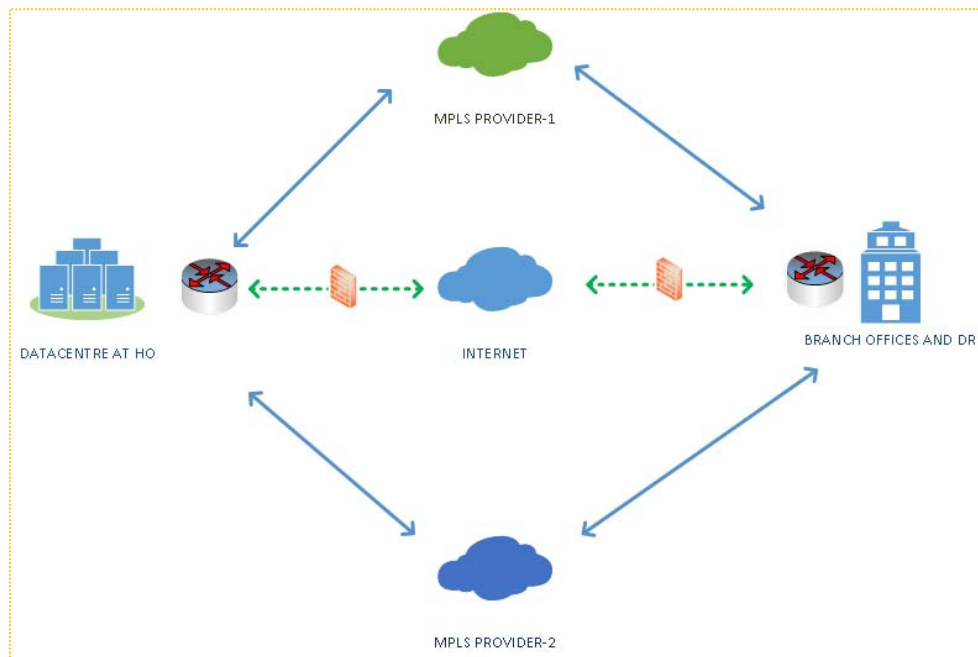 MPLS PROVIDER-1
DATACENTRE AT HO
INTERNET
BRANCH OFFICES AND DR
MPLS PROVIDER-2